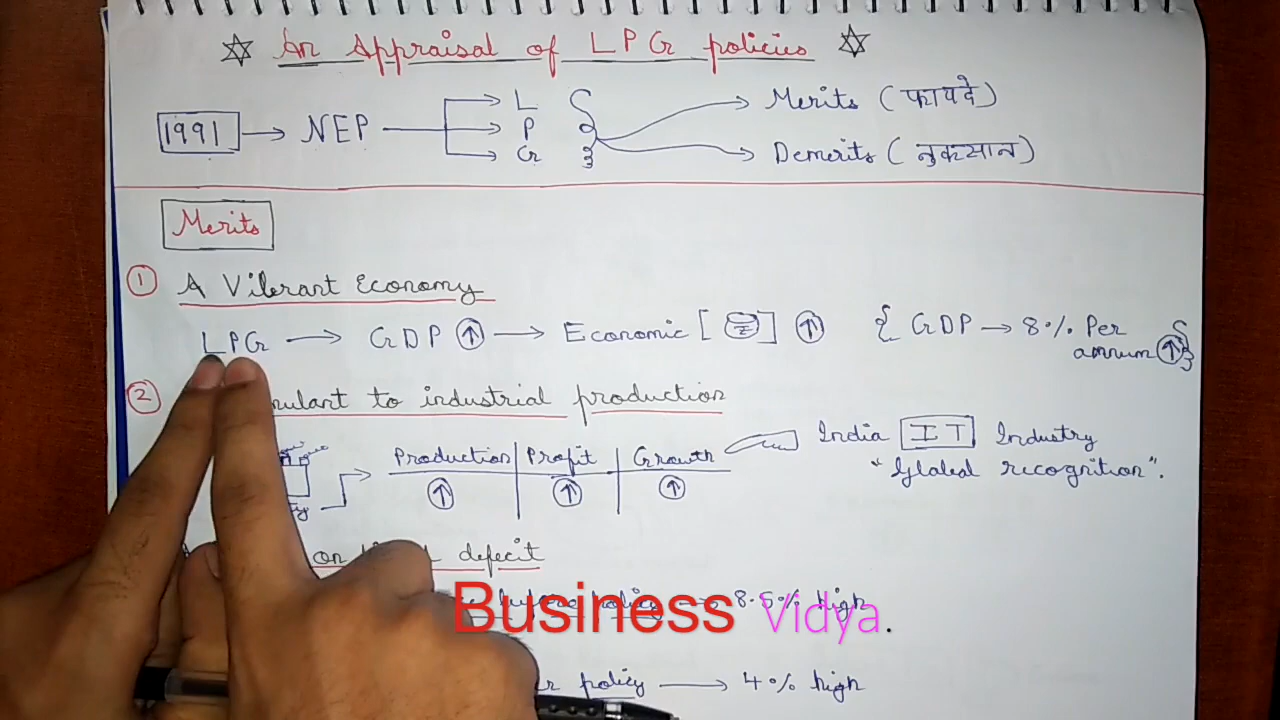 An Appraisal of LPG policies
1991 → NEP → L P G
Merits (फायदे)
Demerits (नुकसान)
Merits
① A Vibrant Economy
LPG → GDP ↑ → Economic [ ] ↑ { GDP → 8% Per annum ↑ }
② to industrial production
Production Profit Growth
↑ ↑ ↑
India IT Industry
"Global recognition".
on defecit
before policy → 8.5% high
policy → 4% high
Business Vidya.